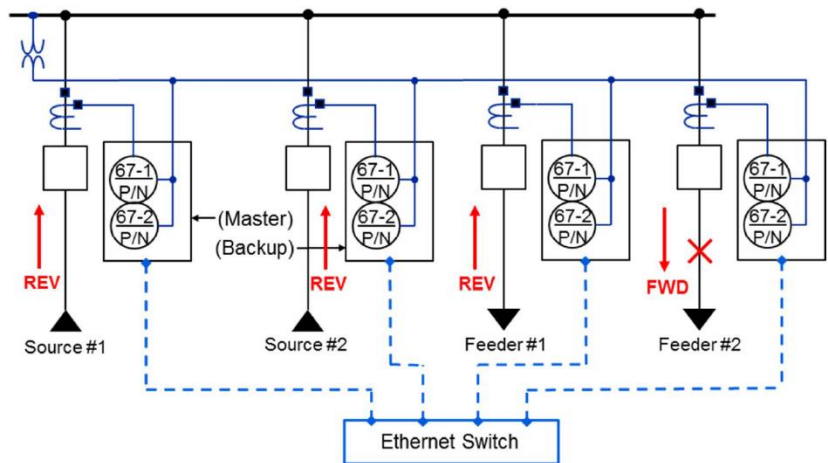 67-1
P/N
67-2
P/N
67-1
P/N
67-2
P/N
67-1
P/N
67-2
P/N
67-1
P/N
67-2
P/N
(Master)
(Backup)
REV
REV
REV
FWD
Source #1
Source #2
Feeder #1
Feeder #2
Ethernet Switch